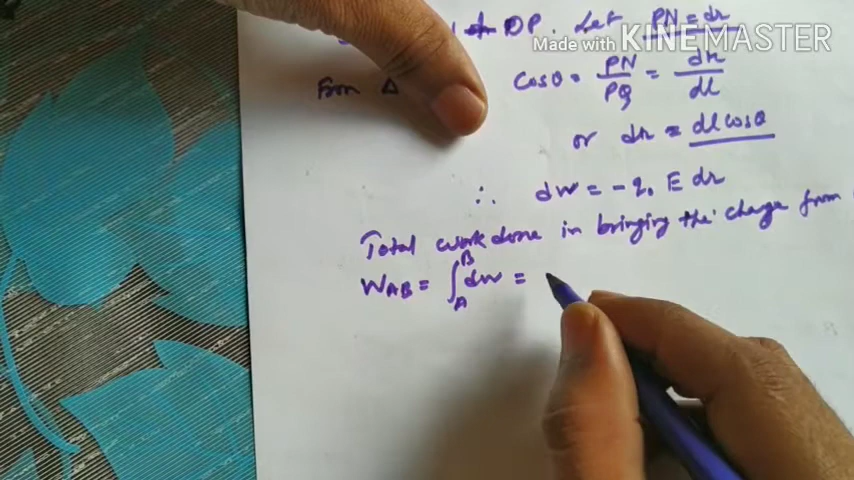 OP. Let PN = dr
Made with KINEMASTER
From Δ cosθ = PN/PQ = dr/dl
or dr = dl cosθ
∴ dW = -q₀ E dr
Total work done in bringing the charge from
W_AB = ∫_A^B dW =